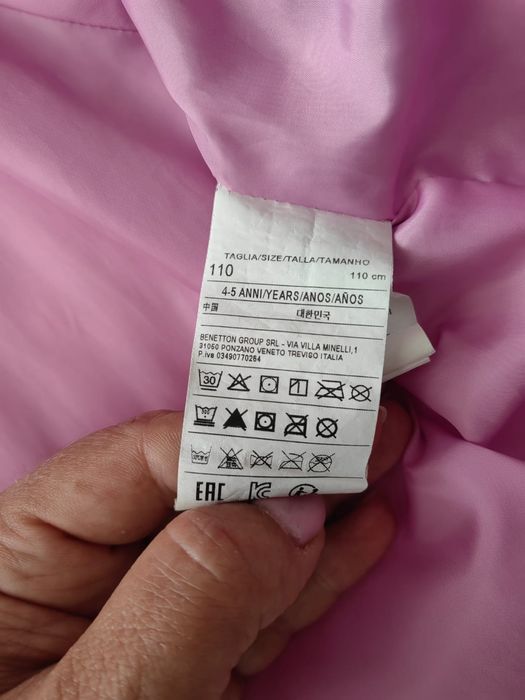 TAGLIA/SIZE/TALLA/TAMANHO
110 110 cm
4-5 ANNI/YEARS/ANOS/AÑOS
中国 대한민국
BENETTON GROUP SRL - VIA VILLA MINELLI,1
31050 PONZANO VENETO TREVISO ITALIA
P.iva 03490770264
30
EAC